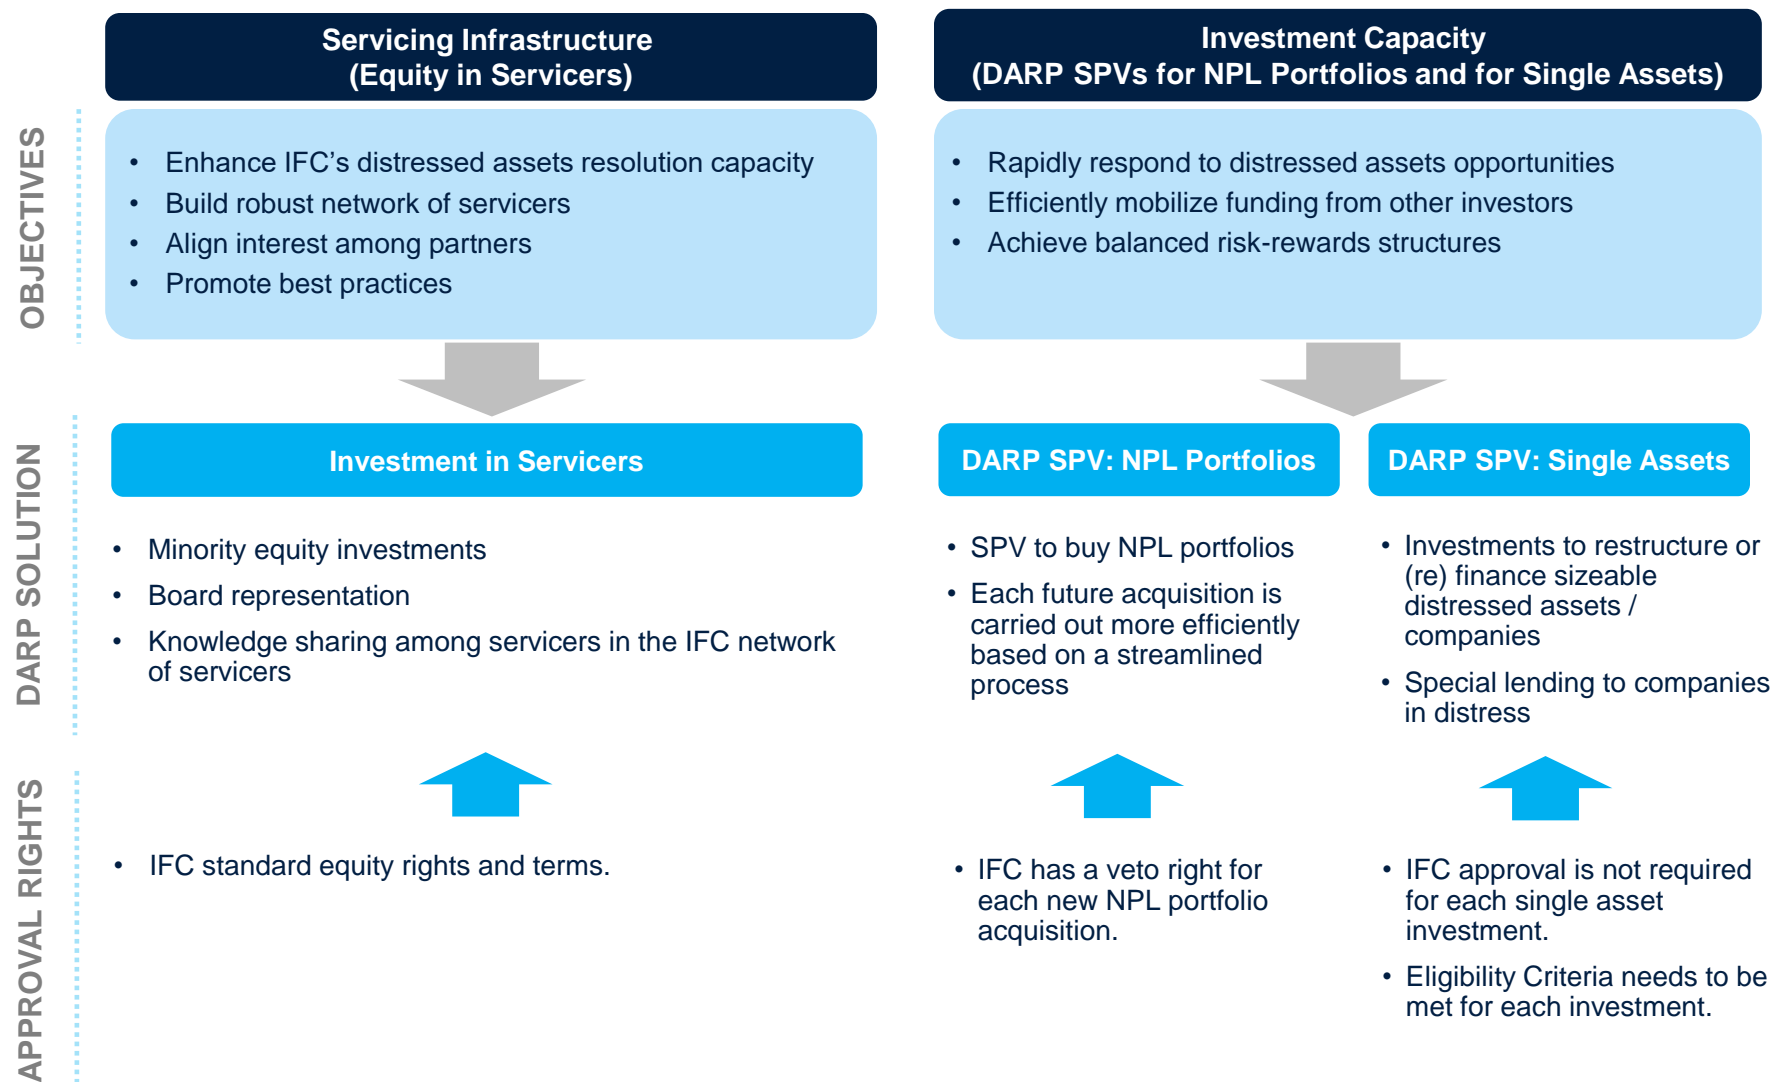 Servicing Infrastructure
(Equity in Servicers)
Investment Capacity
(DARP SPVs for NPL Portfolios and for Single Assets)
OBJECTIVES
• Enhance IFC's distressed assets resolution capacity
• Build robust network of servicers
• Align interest among partners
• Promote best practices
• Rapidly respond to distressed assets opportunities
• Efficiently mobilize funding from other investors
• Achieve balanced risk-rewards structures
DARP SOLUTION
Investment in Servicers
• Minority equity investments
• Board representation
• Knowledge sharing among servicers in the IFC network
of servicers
DARP SPV: NPL Portfolios
• SPV to buy NPL portfolios
• Each future acquisition is
carried out more efficiently
based on a streamlined
process
DARP SPV: Single Assets
• Investments to restructure or
(re) finance sizeable
distressed assets /
companies
• Special lending to companies
in distress
APPROVAL RIGHTS
• IFC standard equity rights and terms.
• IFC has a veto right for
each new NPL portfolio
acquisition.
• IFC approval is not required
for each single asset
investment.
• Eligibility Criteria needs to be
met for each investment.